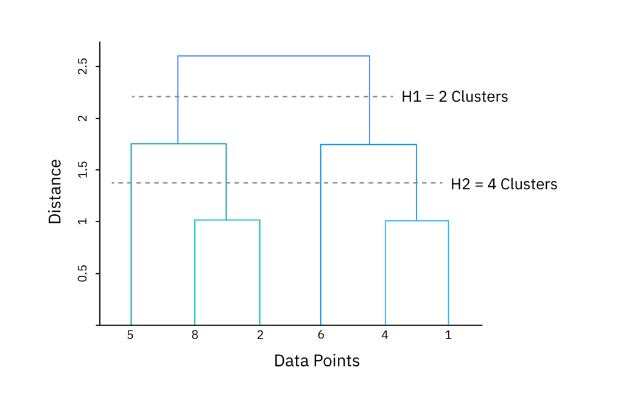 2.5
H1 = 2 Clusters
2
1.5
H2 = 4 Clusters
Distance
1
0.5
5 8 2 6 4 1
Data Points